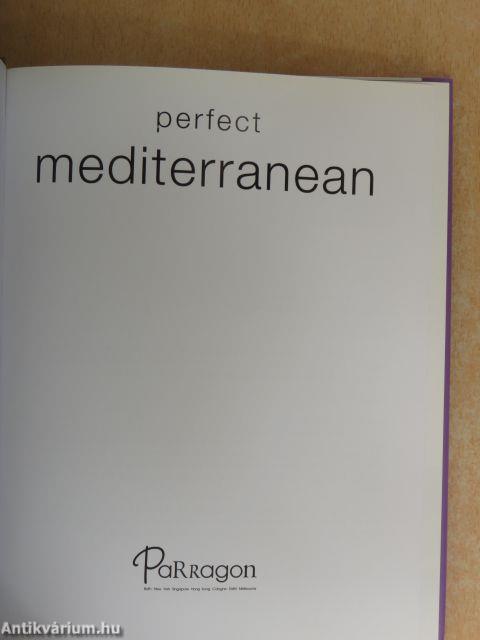 perfect
mediterranean
PaRRagon
Bath New York Singapore Hong Kong Cologne Delhi Melbourne
Antikvárium.hu